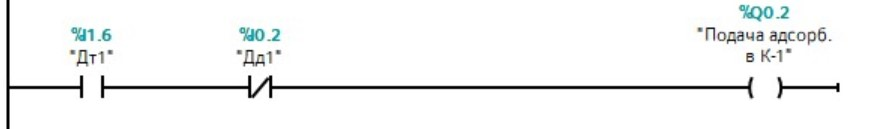 %I1.6
"Дт1"
%I0.2
"Дд1"
%Q0.2
"Подача адсорб.
в К-1"